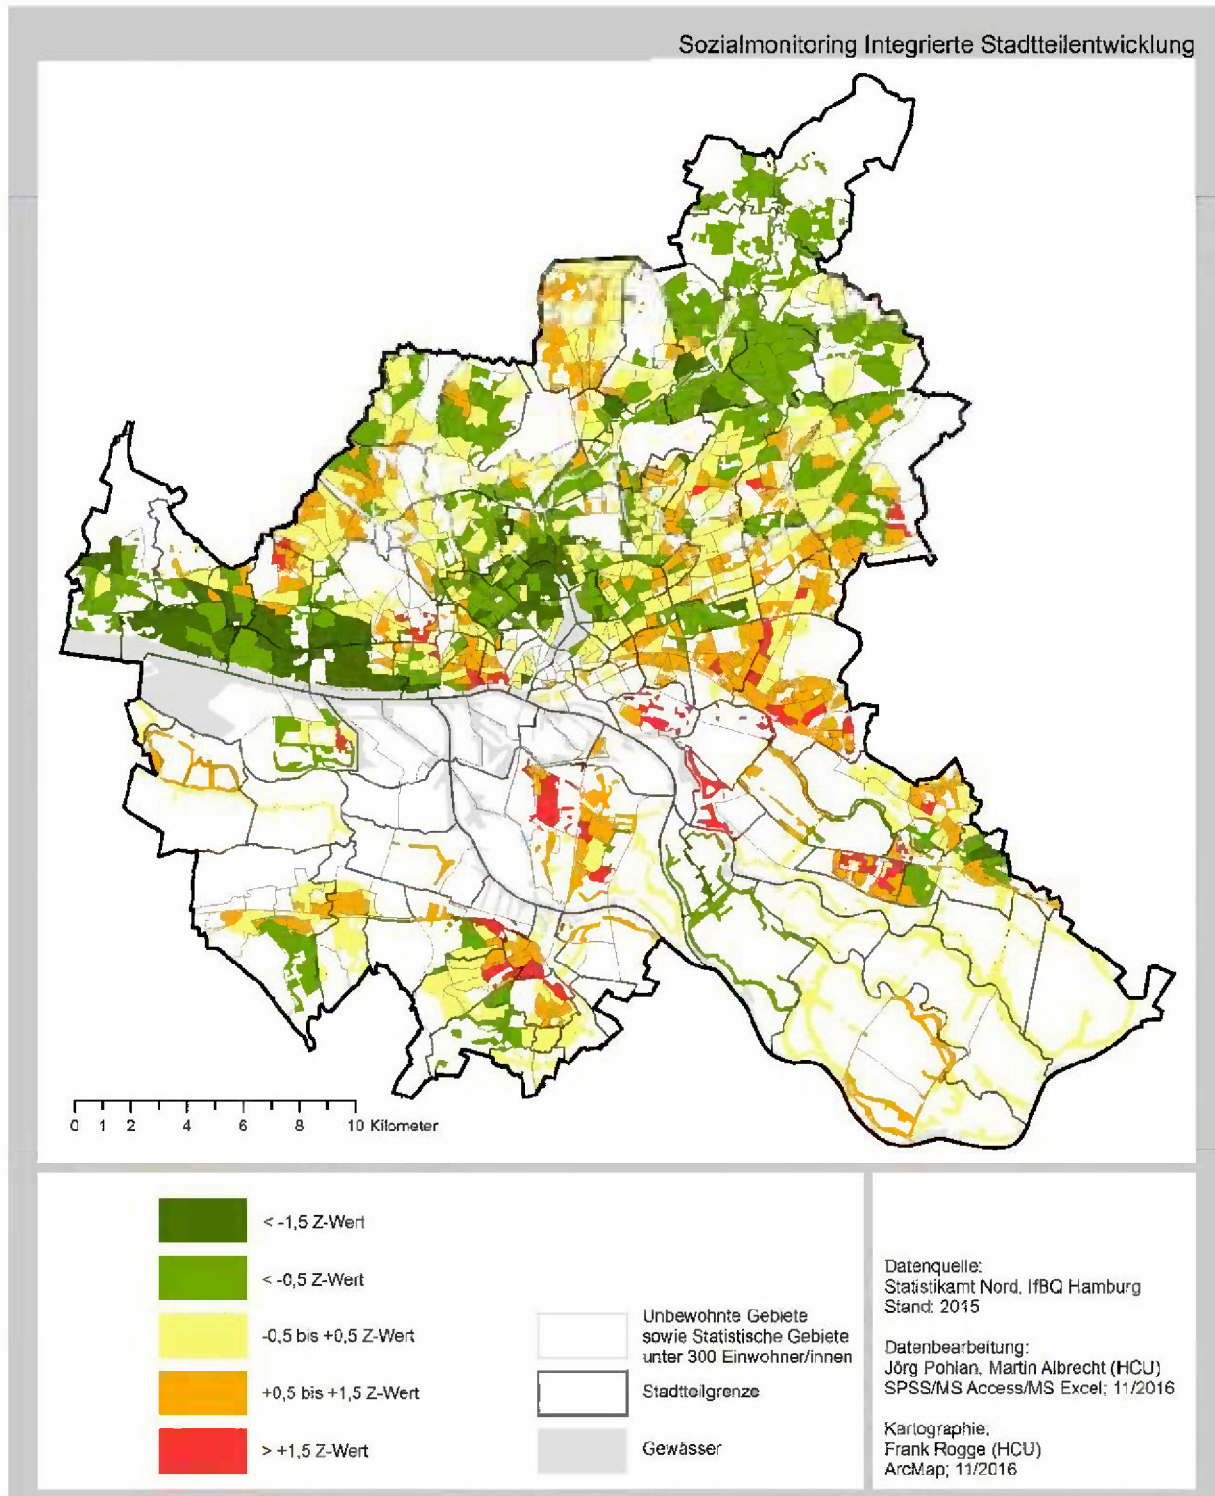 Sozialmonitoring Integrierte Stadtteilentwicklung
0 1 2 4 6 8 10 Kilometer
< -1,5 Z-Wert
< -0,5 Z-Wert
-0,5 bis +0,5 Z-Wert
+0,5 bis +1,5 Z-Wert
> +1,5 Z-Wert
Unbewohnte Gebiete
sowie Statistische Gebiete
unter 300 Einwohner/innen
Stadtteilgrenze
Gewässer
Datenquelle:
Statistikamt Nord, IfBQ Hamburg
Stand: 2015
Datenbearbeitung:
Jörg Pohlan, Martin Albrecht (HCU)
SPSS/MS Access/MS Excel; 11/2016
Kartographie:
Frank Rogge (HCU)
ArcMap; 11/2016